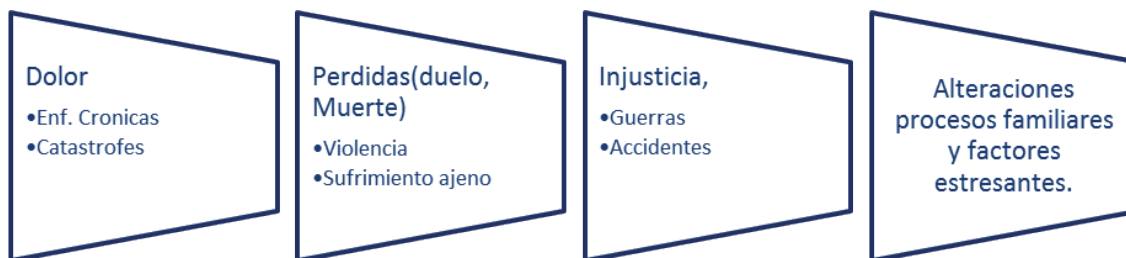 Dolor
•Enf. Cronicas
•Catastrofes
Perdidas(duelo,
Muerte)
•Violencia
•Sufrimiento ajeno
Injusticia,
•Guerras
•Accidentes
Alteraciones
procesos familiares
y factores
estresantes.